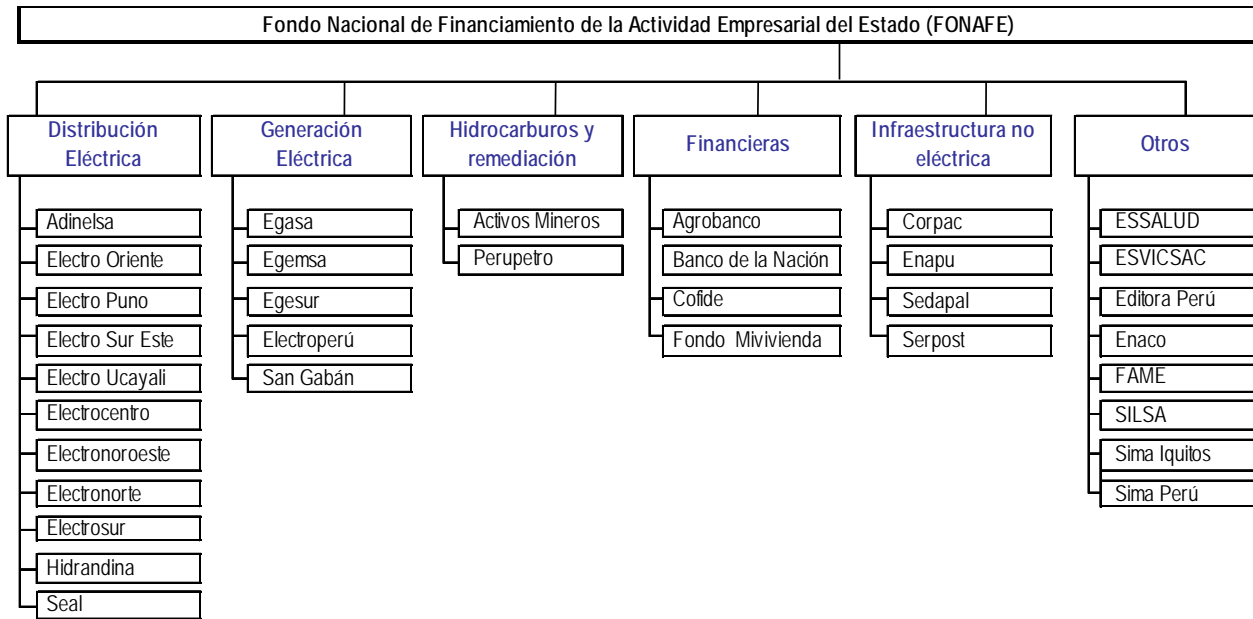 Fondo Nacional de Financiamiento de la Actividad Empresarial del Estado (FONAFE)
Distribución
Eléctrica
Adinelsa
Electro Oriente
Electro Puno
Electro Sur Este
Electro Ucayali
Electrocentro
Electronoroeste
Electronorte
Electrosur
Hidrandina
Seal
Generación
Eléctrica
Egasa
Egemsa
Egesur
Electroperú
San Gabán
Hidrocarburos y
remediación
Activos Mineros
Perupetro
Financieras
Agrobanco
Banco de la Nación
Cofide
Fondo Mivivienda
Infraestructura no
eléctrica
Corpac
Enapu
Sedapal
Serpost
Otros
ESSALUD
ESVICSAC
Editora Perú
Enaco
FAME
SILSA
Sima Iquitos
Sima Perú